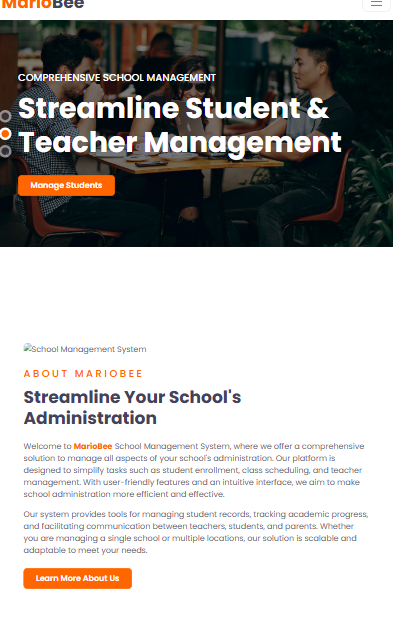 MarioBee
COMPREHENSIVE SCHOOL MANAGEMENT
Streamline Student &
Teacher Management
Manage Students
School Management System
ABOUT MARIOBEE
Streamline Your School's
Administration
Welcome to MarioBee School Management System, where we offer a comprehensive
solution to manage all aspects of your school's administration. Our platform is
designed to simplify tasks such as student enrollment, class scheduling, and teacher
management. With user-friendly features and an intuitive interface, we aim to make
school administration more efficient and effective.
Our system provides tools for managing student records, tracking academic progress,
and facilitating communication between teachers, students, and parents. Whether
you are managing a single school or multiple locations, our solution is scalable and
adaptable to meet your needs.
Learn More About Us